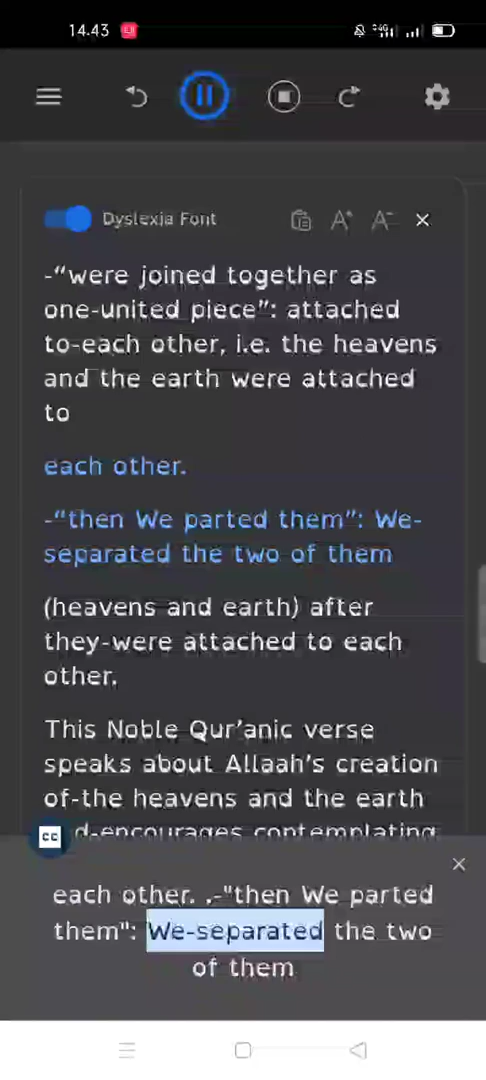 14.43
Dyslexia Font A+ A-
-“were joined together as
one-united piece”: attached
to-each other, i.e. the heavens
and the earth were attached
to
each other.
-“then We parted them”: We-
separated the two of them
(heavens and earth) after
they-were attached to each
other.
This Noble Qur’anic verse
speaks about Allaah’s creation
of-the heavens and the earth
d-encourages contemplating
CC
each other. .-"then We parted
them": We-separated the two
of them